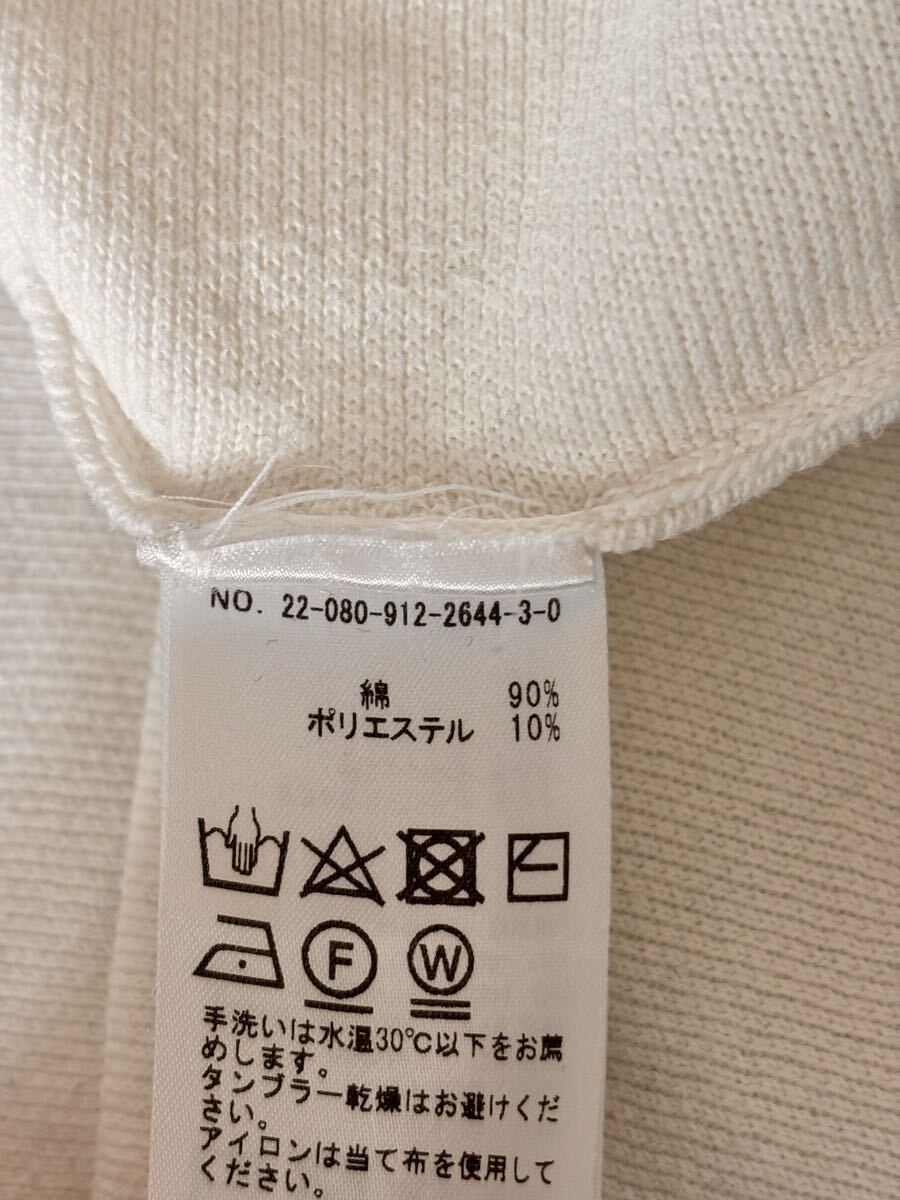 NO. 22-080-912-2644-3-0
綿 90%
ポリエステル 10%
F W
手洗いは水温30℃以下をお薦
めします。
タンブラー乾燥はお避けくだ
さい。
アイロンは当て布を使用して
ください。